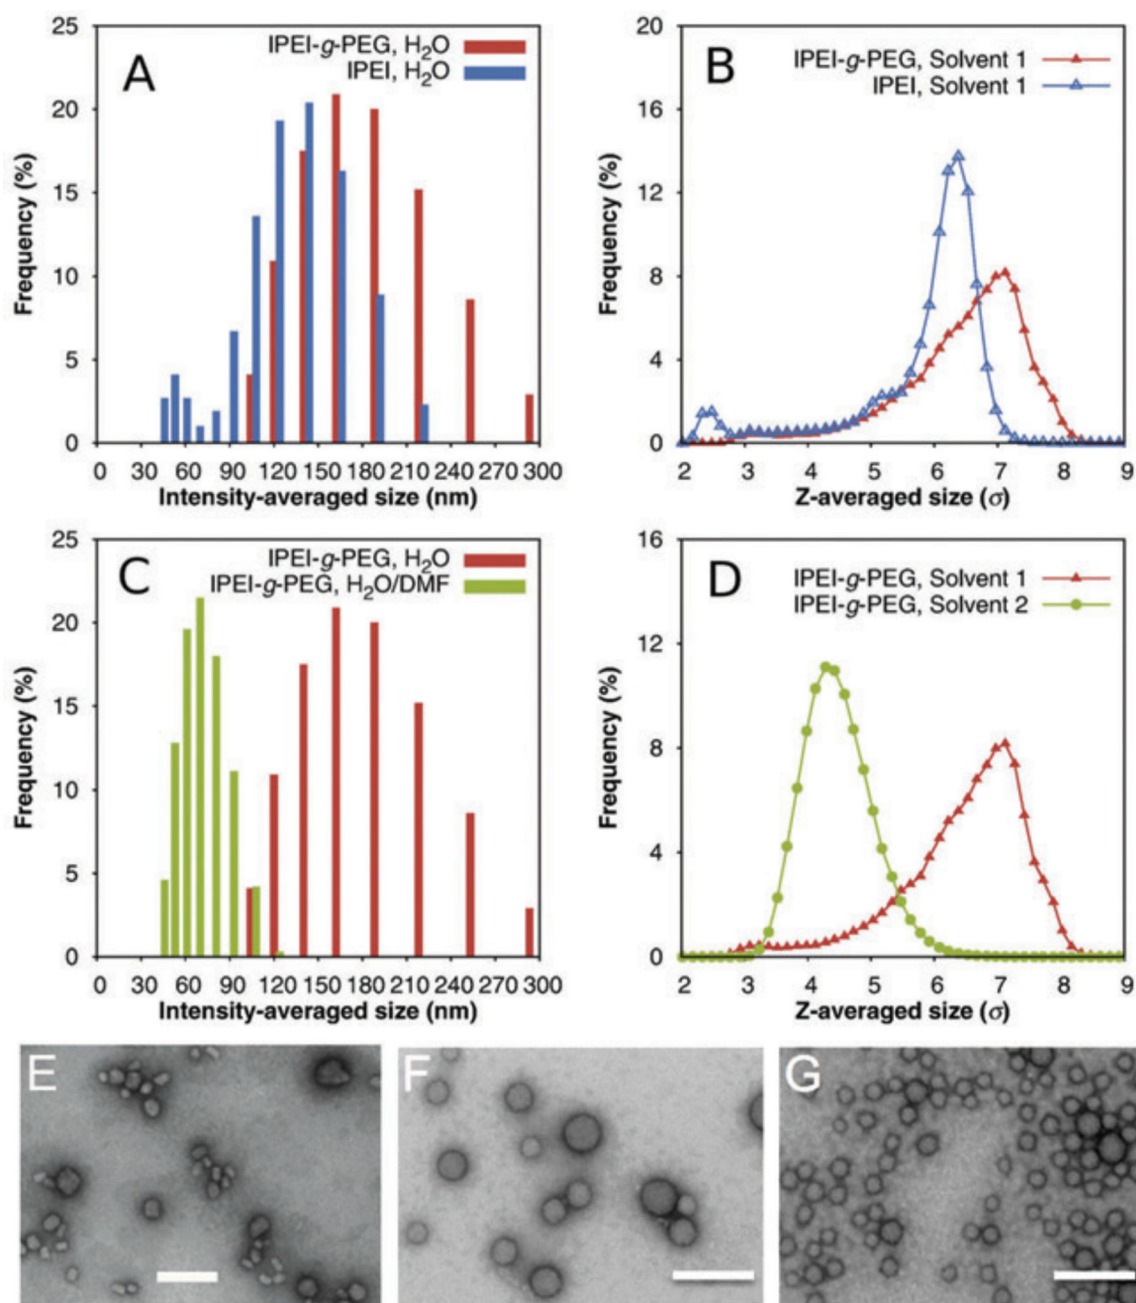 A
IPEI-g-PEG, H₂O
IPEI, H₂O
Frequency (%)
25
20
15
10
5
0
0 30 60 90 120 150 180 210 240 270 300
Intensity-averaged size (nm)
B
IPEI-g-PEG, Solvent 1
IPEI, Solvent 1
Frequency (%)
20
16
12
8
4
0
2 3 4 5 6 7 8 9
Z-averaged size (σ)
C
IPEI-g-PEG, H₂O
IPEI-g-PEG, H₂O/DMF
Frequency (%)
25
20
15
10
5
0
0 30 60 90 120 150 180 210 240 270 300
Intensity-averaged size (nm)
D
IPEI-g-PEG, Solvent 1
IPEI-g-PEG, Solvent 2
Frequency (%)
16
12
8
4
0
2 3 4 5 6 7 8 9
Z-averaged size (σ)
E
F
G